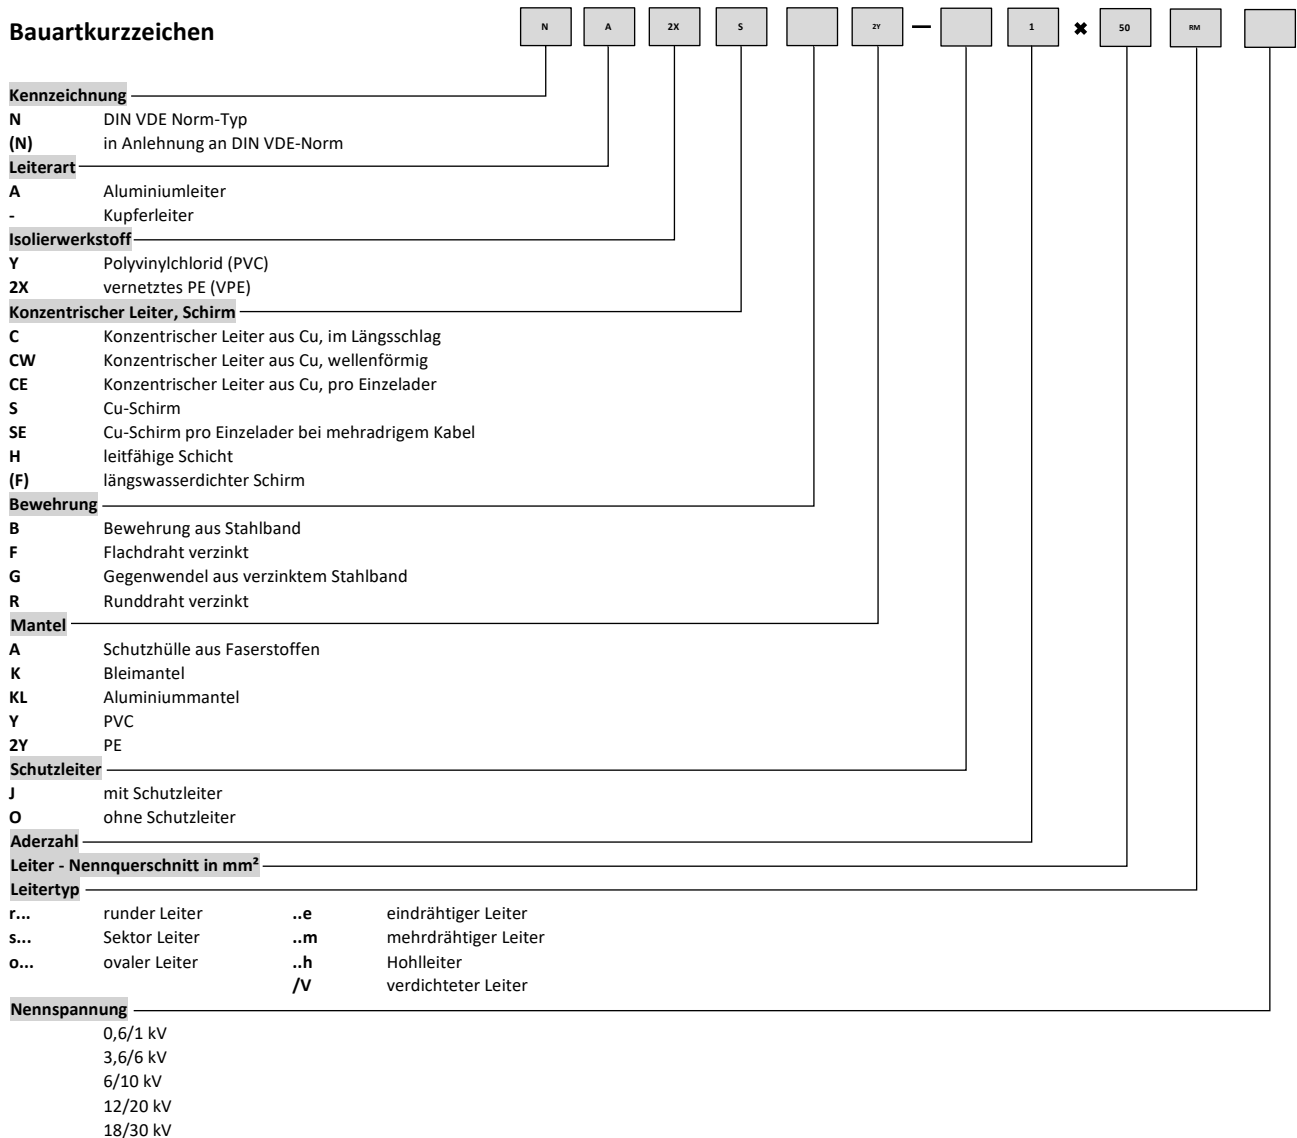 Bauartkurzzeichen N A 2X S 2Y — 1 ✖ 50 RM
Kennzeichnung
N DIN VDE Norm-Typ
(N) in Anlehnung an DIN VDE-Norm
Leiterart
A Aluminiumleiter
- Kupferleiter
Isolierwerkstoff
Y Polyvinylchlorid (PVC)
2X vernetztes PE (VPE)
Konzentrischer Leiter, Schirm
C Konzentrischer Leiter aus Cu, im Längsschlag
CW Konzentrischer Leiter aus Cu, wellenförmig
CE Konzentrischer Leiter aus Cu, pro Einzelader
S Cu-Schirm
SE Cu-Schirm pro Einzelader bei mehradrigem Kabel
H leitfähige Schicht
(F) längswasserdichter Schirm
Bewehrung
B Bewehrung aus Stahlband
F Flachdraht verzinkt
G Gegenwendel aus verzinktem Stahlband
R Runddraht verzinkt
Mantel
A Schutzhülle aus Faserstoffen
K Bleimantel
KL Aluminiummantel
Y PVC
2Y PE
Schutzleiter
J mit Schutzleiter
O ohne Schutzleiter
Aderzahl
Leiter - Nennquerschnitt in mm²
Leitertyp
r... runder Leiter ..e eindrähtiger Leiter
s... Sektor Leiter ..m mehrdrähtiger Leiter
o... ovaler Leiter ..h Hohlleiter
/V verdichteter Leiter
Nennspannung
0,6/1 kV
3,6/6 kV
6/10 kV
12/20 kV
18/30 kV